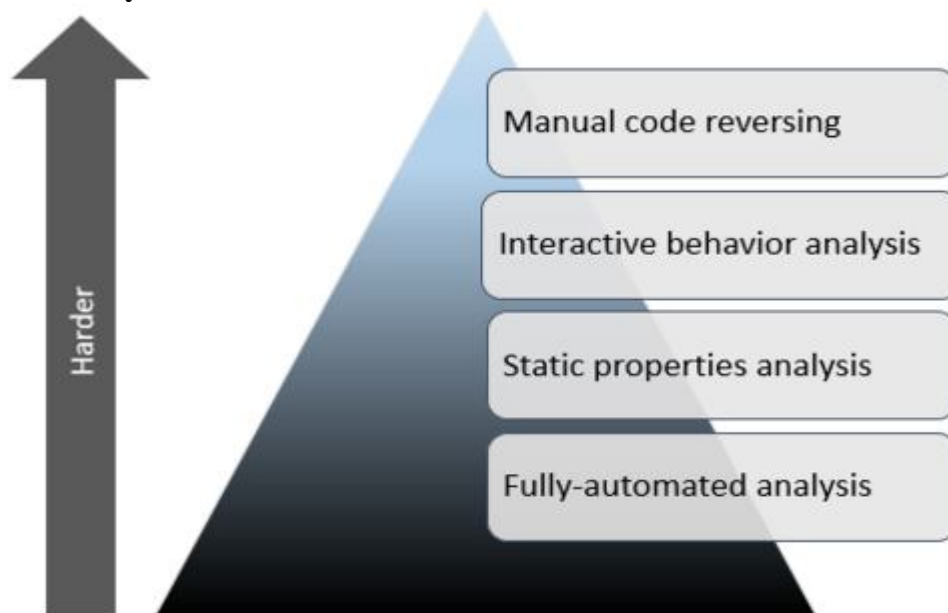 Manual code reversing
Interactive behavior analysis
Static properties analysis
Fully-automated analysis
Harder